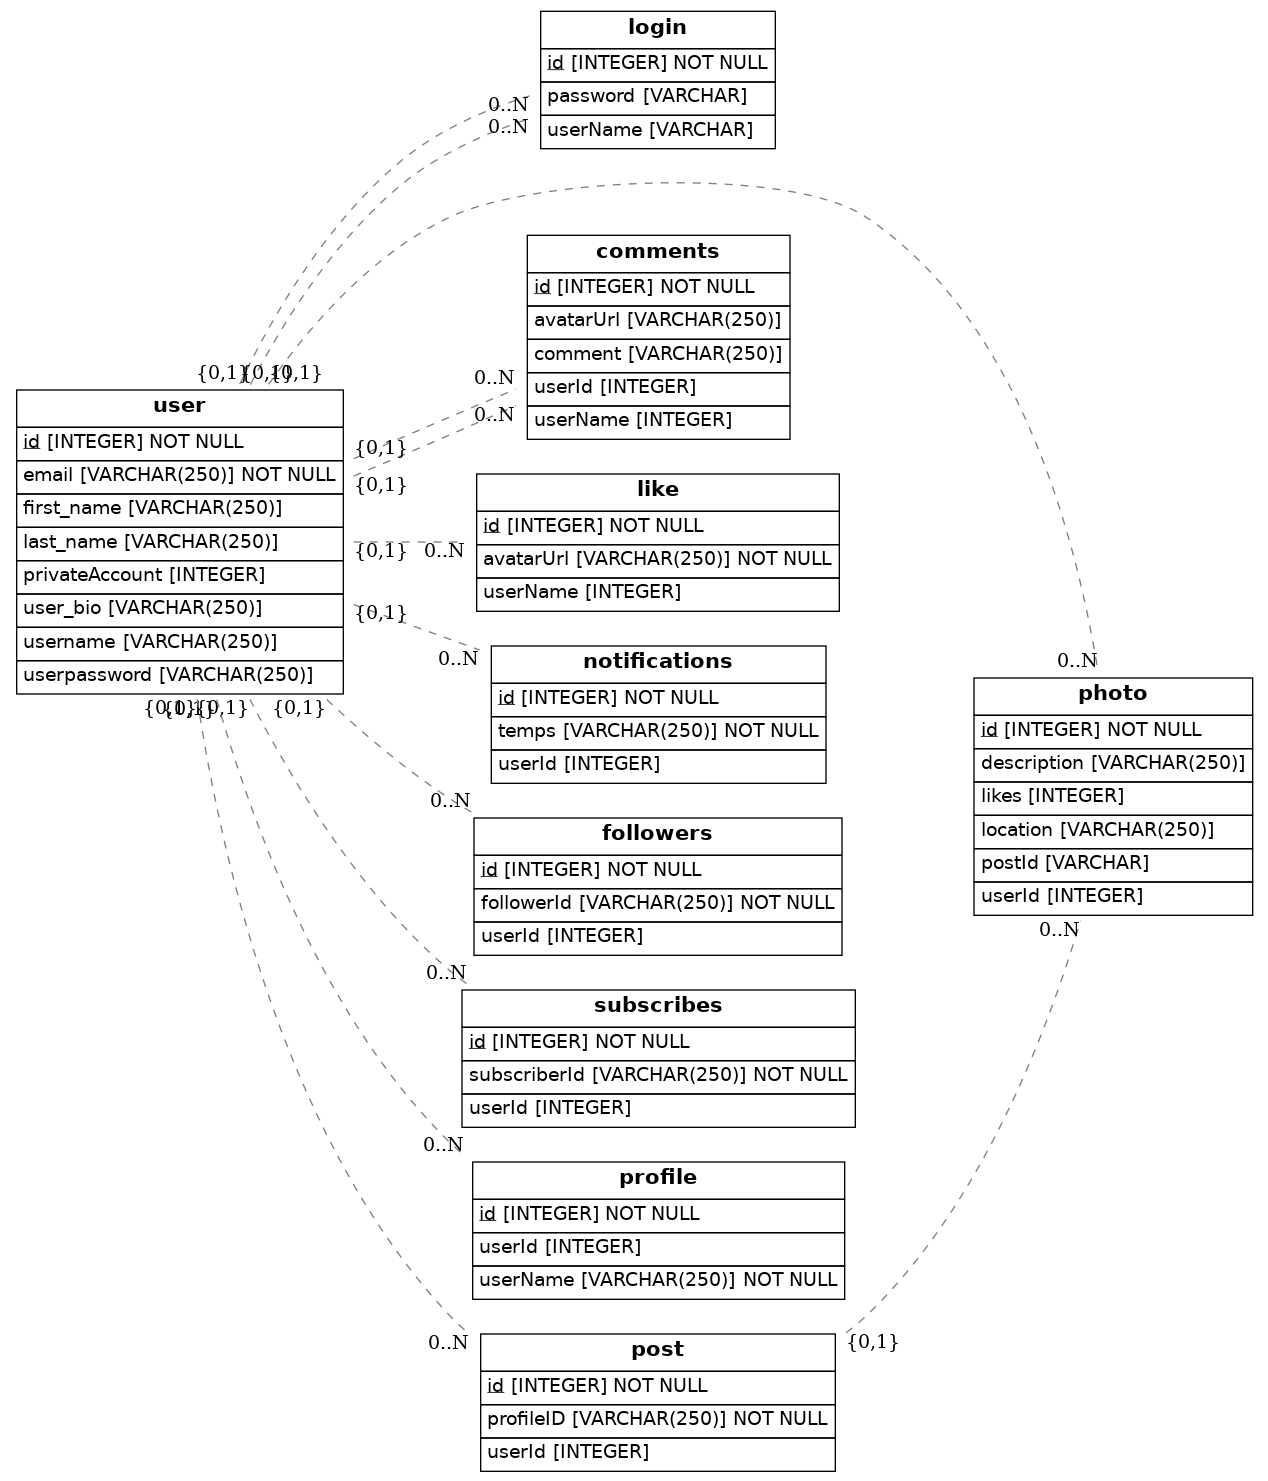 login
id [INTEGER] NOT NULL
password [VARCHAR]
userName [VARCHAR]
0..N
0..N
comments
id [INTEGER] NOT NULL
avatarUrl [VARCHAR(250)]
comment [VARCHAR(250)]
userId [INTEGER]
userName [INTEGER]
0..N
0..N
{0,1}
{0,1}
{0,1}
user
id [INTEGER] NOT NULL
email [VARCHAR(250)] NOT NULL
first_name [VARCHAR(250)]
last_name [VARCHAR(250)]
privateAccount [INTEGER]
user_bio [VARCHAR(250)]
username [VARCHAR(250)]
userpassword [VARCHAR(250)]
{0,1}
{0,1}
{0,1}
0..N
{0,1}
0..N
like
id [INTEGER] NOT NULL
avatarUrl [VARCHAR(250)] NOT NULL
userName [INTEGER]
notifications
id [INTEGER] NOT NULL
temps [VARCHAR(250)] NOT NULL
userId [INTEGER]
0..N
photo
id [INTEGER] NOT NULL
description [VARCHAR(250)]
likes [INTEGER]
location [VARCHAR(250)]
postId [VARCHAR]
userId [INTEGER]
0..N
{0,1}
{0,1}
{0,1}
{0,1}
0..N
followers
id [INTEGER] NOT NULL
followerId [VARCHAR(250)] NOT NULL
userId [INTEGER]
0..N
subscribes
id [INTEGER] NOT NULL
subscriberId [VARCHAR(250)] NOT NULL
userId [INTEGER]
0..N
profile
id [INTEGER] NOT NULL
userId [INTEGER]
userName [VARCHAR(250)] NOT NULL
0..N
{0,1}
post
id [INTEGER] NOT NULL
profileID [VARCHAR(250)] NOT NULL
userId [INTEGER]